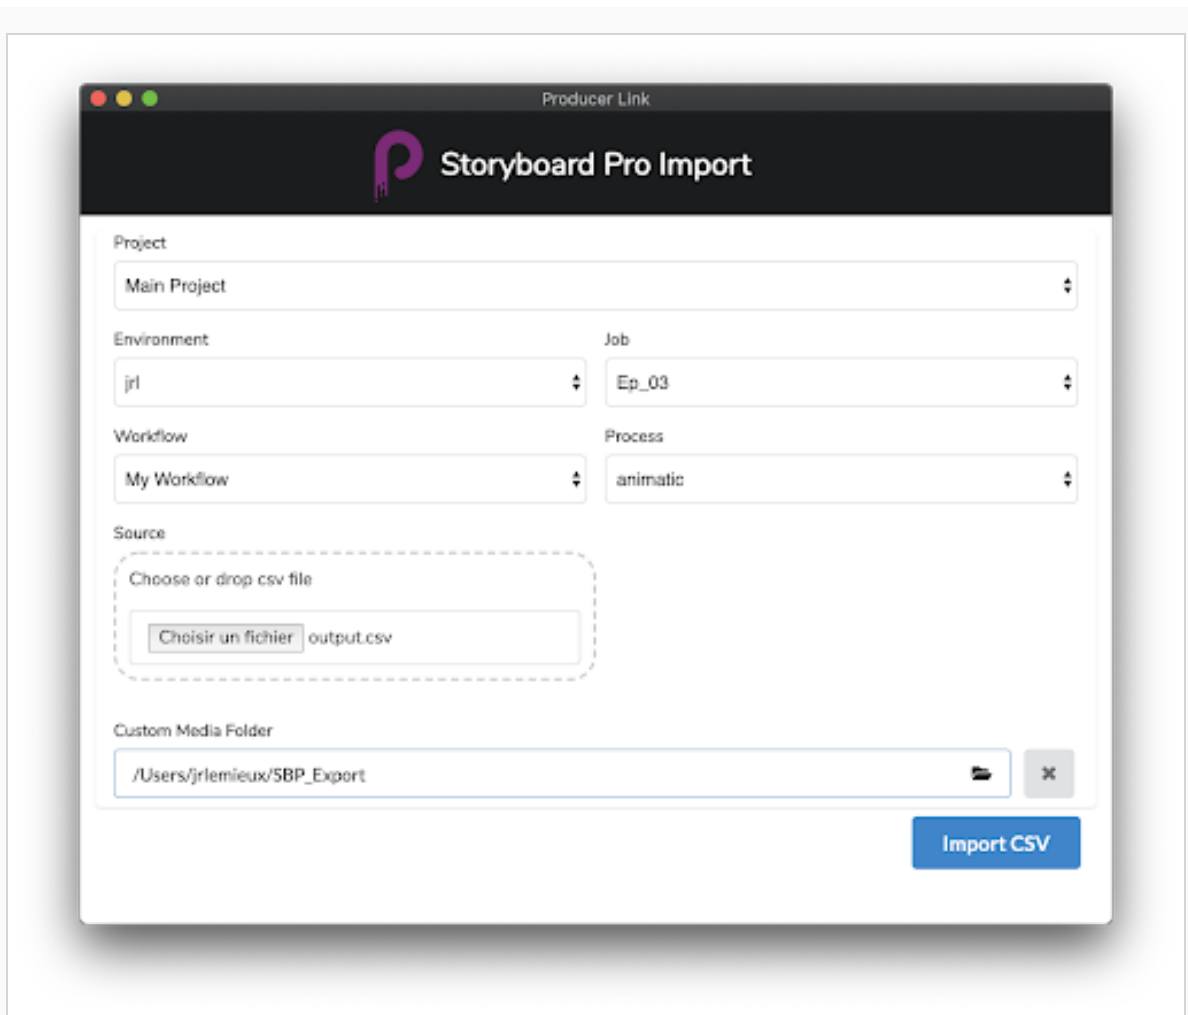 Producer Link
Storyboard Pro Import
Project
Main Project
Environment
Job
jrl
Ep_03
Workflow
Process
My Workflow
animatic
Source
Choose or drop csv file
Choisir un fichier output.csv
Custom Media Folder
/Users/jrlemieux/SBP_Export
Import CSV